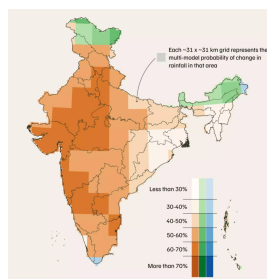 Each ~31 x ~31 km grid represents the
multi-model probability of change in
rainfall in that area
Less than 30%
30-40%
40-50%
50-60%
60-70%
More than 70%